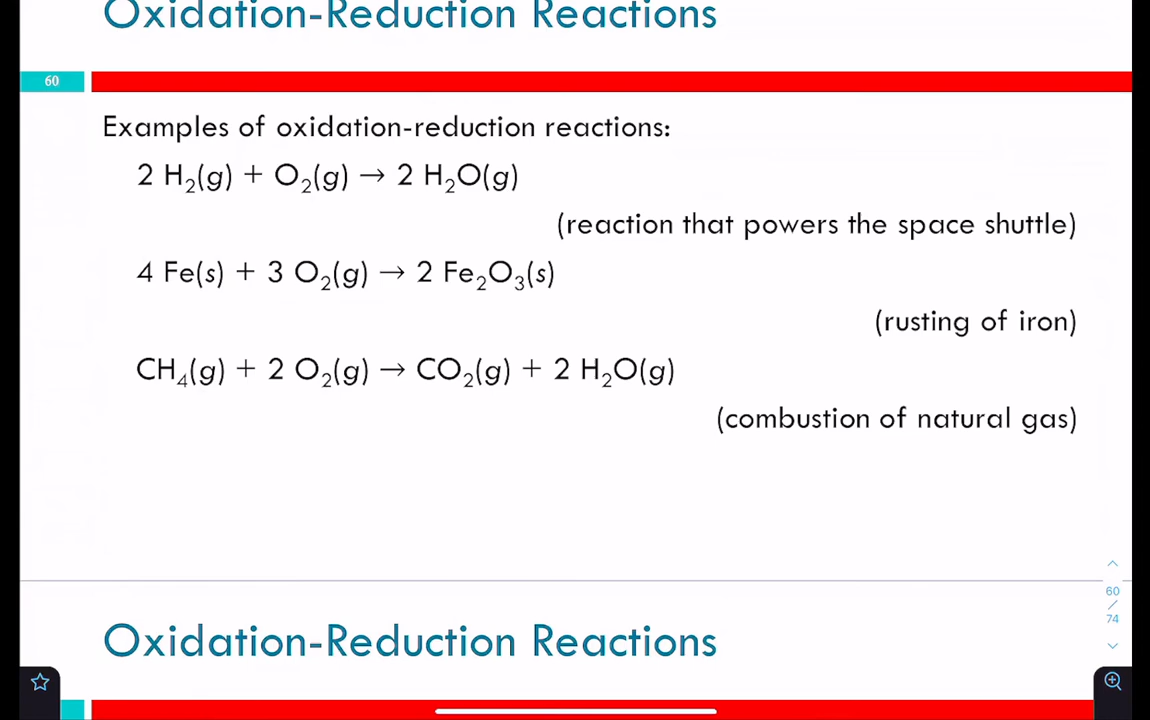 Oxidation-Reduction Reactions
60
Examples of oxidation-reduction reactions:
2 H₂(g) + O₂(g) → 2 H₂O(g)
(reaction that powers the space shuttle)
4 Fe(s) + 3 O₂(g) → 2 Fe₂O₃(s)
(rusting of iron)
CH₄(g) + 2 O₂(g) → CO₂(g) + 2 H₂O(g)
(combustion of natural gas)
60
/
74
Oxidation-Reduction Reactions